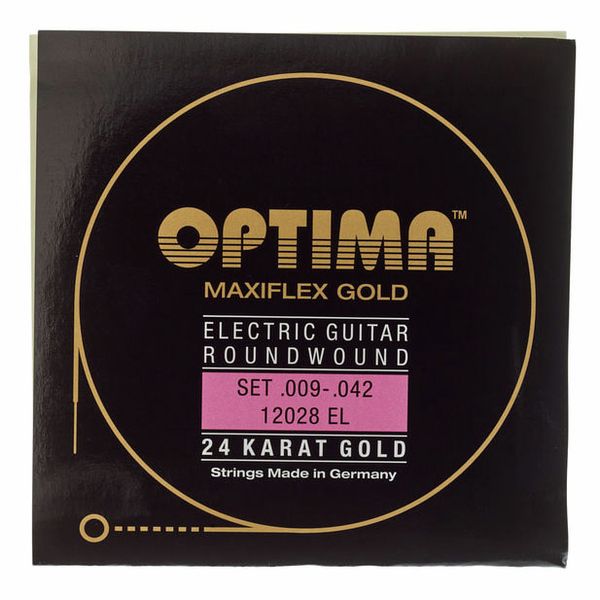 OPTIMA™
MAXIFLEX GOLD
ELECTRIC GUITAR
ROUNDWOUND
SET .009-.042
12028 EL
24 KARAT GOLD
Strings Made in Germany